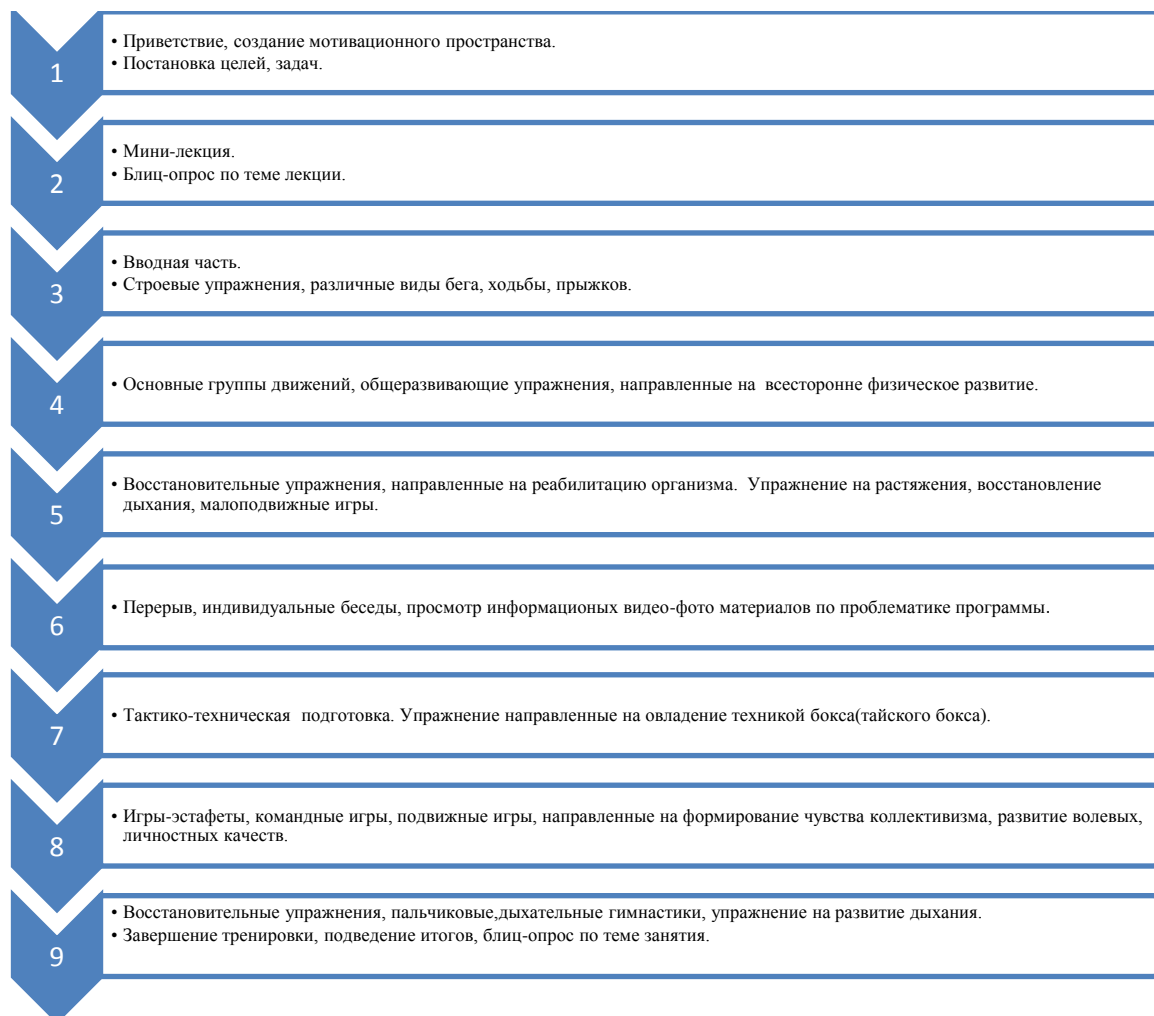 1
• Приветствие, создание мотивационного пространства.
• Постановка целей, задач.
2
• Мини-лекция.
• Блиц-опрос по теме лекции.
3
• Вводная часть.
• Строевые упражнения, различные виды бега, ходьбы, прыжков.
4
• Основные группы движений, общеразвивающие упражнения, направленные на всесторонне физическое развитие.
5
• Восстановительные упражнения, направленные на реабилитацию организма. Упражнение на растяжения, восстановление
дыхания, малоподвижные игры.
6
• Перерыв, индивидуальные беседы, просмотр информационых видео-фото материалов по проблематике программы.
7
• Тактико-техническая подготовка. Упражнение направленные на овладение техникой бокса(тайского бокса).
8
• Игры-эстафеты, командные игры, подвижные игры, направленные на формирование чувства коллективизма, развитие волевых,
личностных качеств.
9
• Восстановительные упражнения, пальчиковые,дыхательные гимнастики, упражнение на развитие дыхания.
• Завершение тренировки, подведение итогов, блиц-опрос по теме занятия.